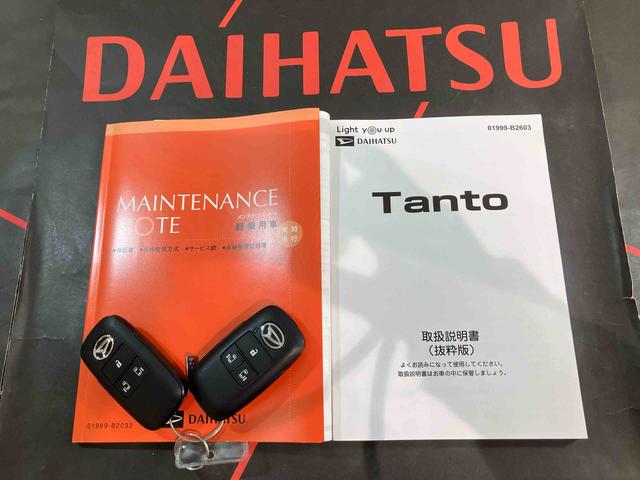 DAIHATSU
MAINTENANCE
NOTE
メンテナンスノート
軽乗用車
●保証書 ●点検整備方式 ●サービス網 ●点検整備記録簿
常時
携行
DAIHATSU
01999-B2032
Light you up
DAIHATSU
01999-B2603
Tanto
取扱説明書
（抜粋版）
よくお読みになって使用してください。
取扱説明書はお車の中に保管しましょう。